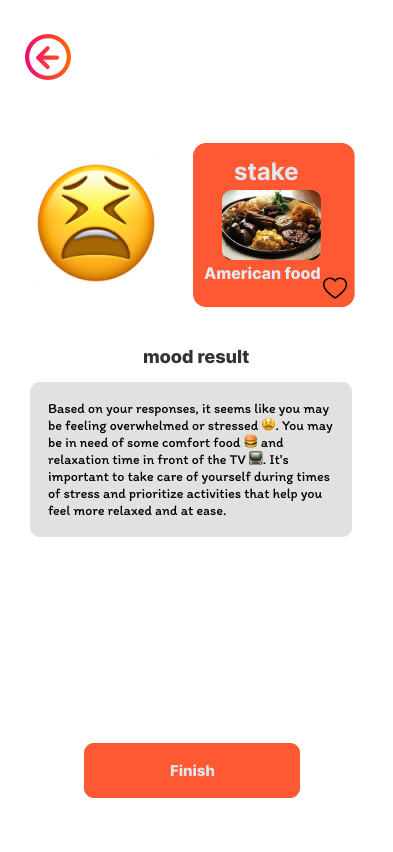 stake
American food
mood result
Based on your responses, it seems like you may
be feeling overwhelmed or stressed 😫. You may
be in need of some comfort food 🍔 and
relaxation time in front of the TV 📺. It's
important to take care of yourself during times
of stress and prioritize activities that help you
feel more relaxed and at ease.
Finish